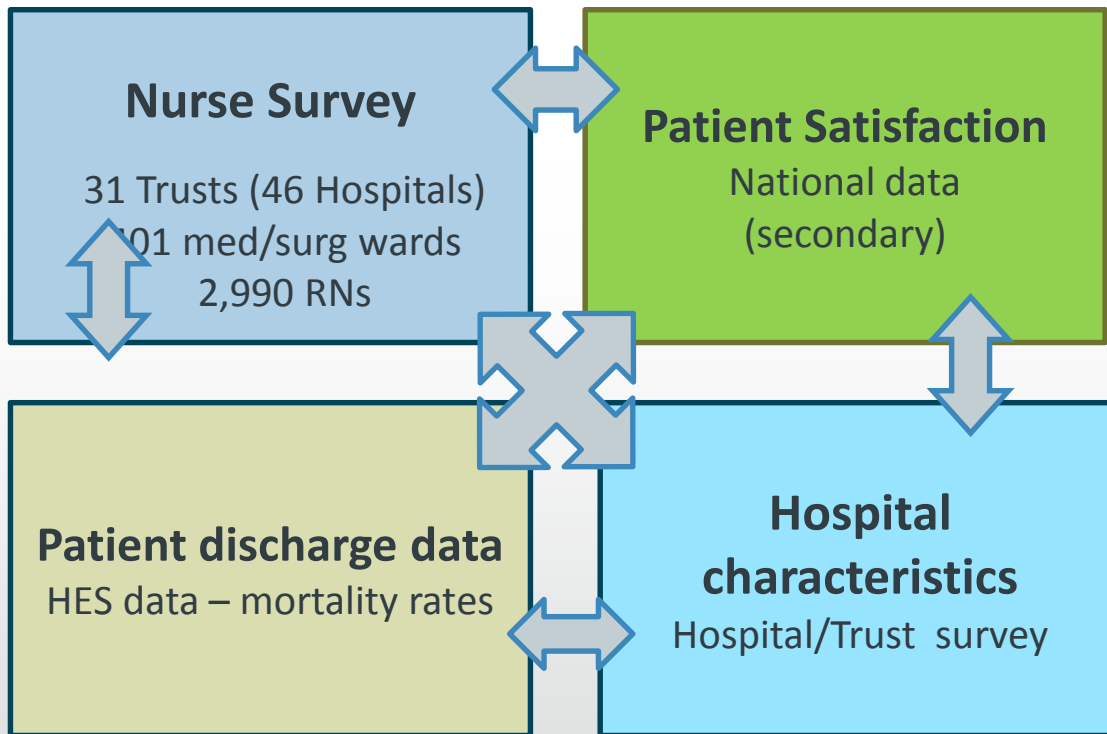 Nurse Survey
31 Trusts (46 Hospitals)
med/surg wards
2,990 RNs
Patient Satisfaction
National data
(secondary)
Patient discharge data
HES data – mortality rates
Hospital
characteristics
Hospital/Trust survey